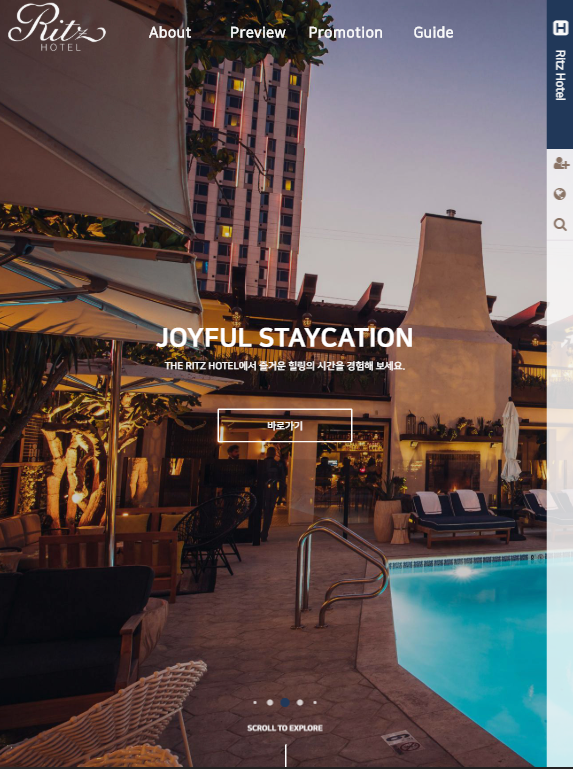 Ritz
HOTEL
About Preview Promotion Guide
H
Ritz Hotel
JOYFUL STAYCATION
THE RITZ HOTEL에서 즐거운 힐링의 시간을 경험해 보세요.
바로가기
SCROLL TO EXPLORE